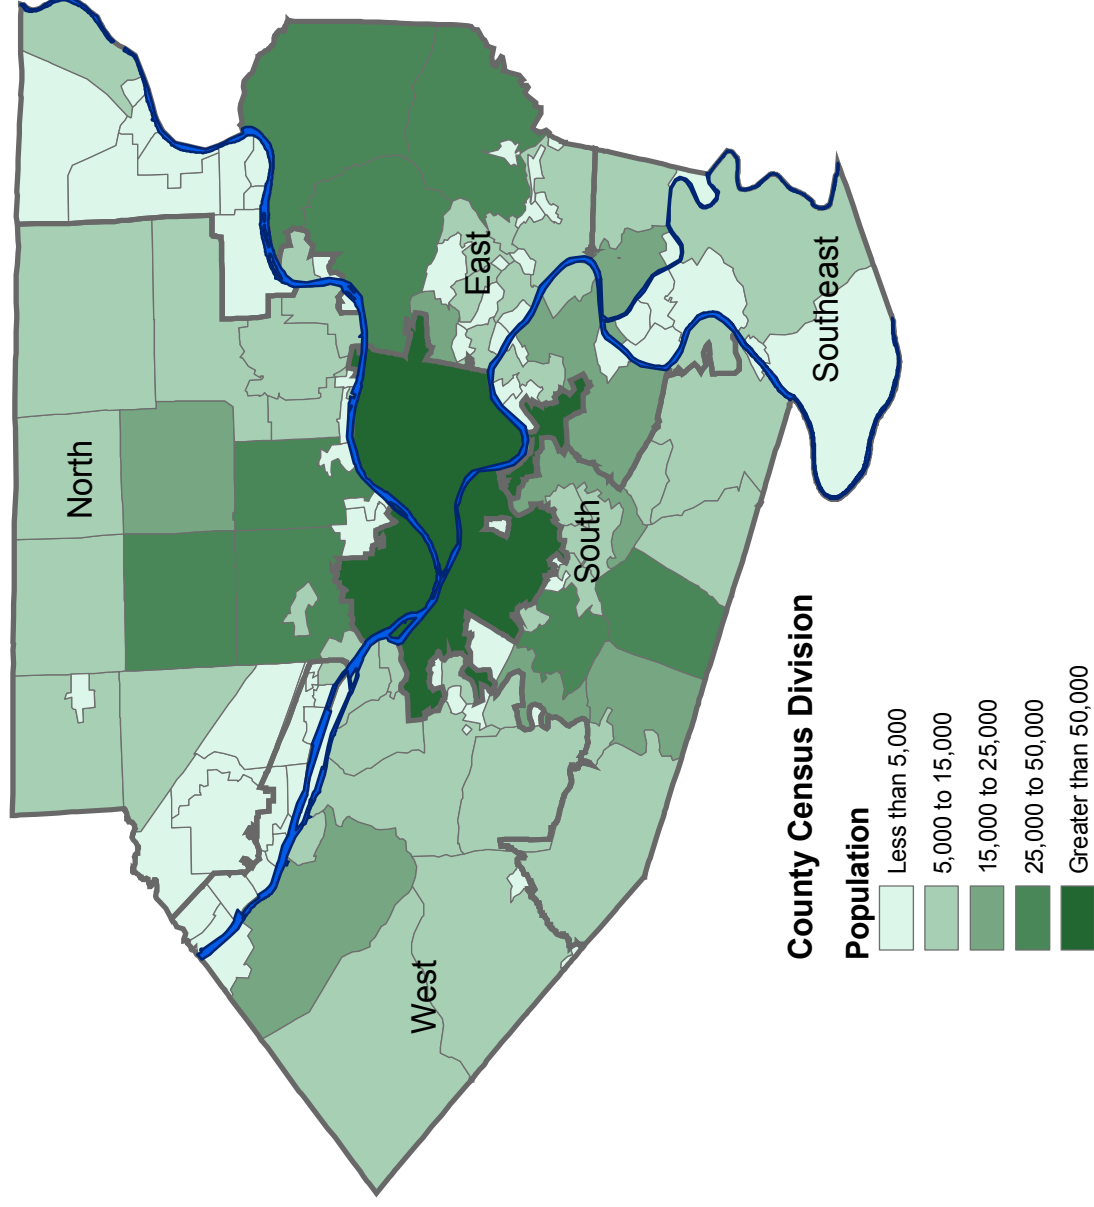 North
East
Southeast
South
West
County Census Division
Population
Less than 5,000
5,000 to 15,000
15,000 to 25,000
25,000 to 50,000
Greater than 50,000